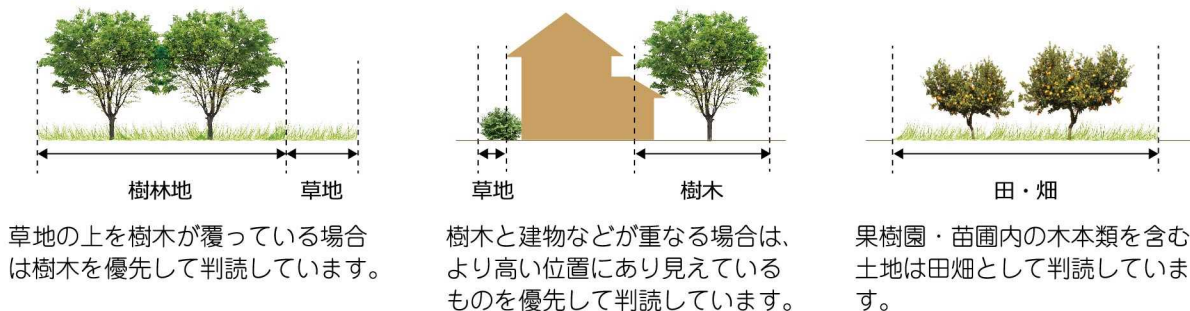 樹林地
草地
草地の上を樹木が覆っている場合
は樹木を優先して判読しています。
草地
樹木
樹木と建物などが重なる場合は、
より高い位置にあり見えている
ものを優先して判読しています。
田・畑
果樹園・苗圃内の木本類を含む
土地は田畑として判読していま
す。